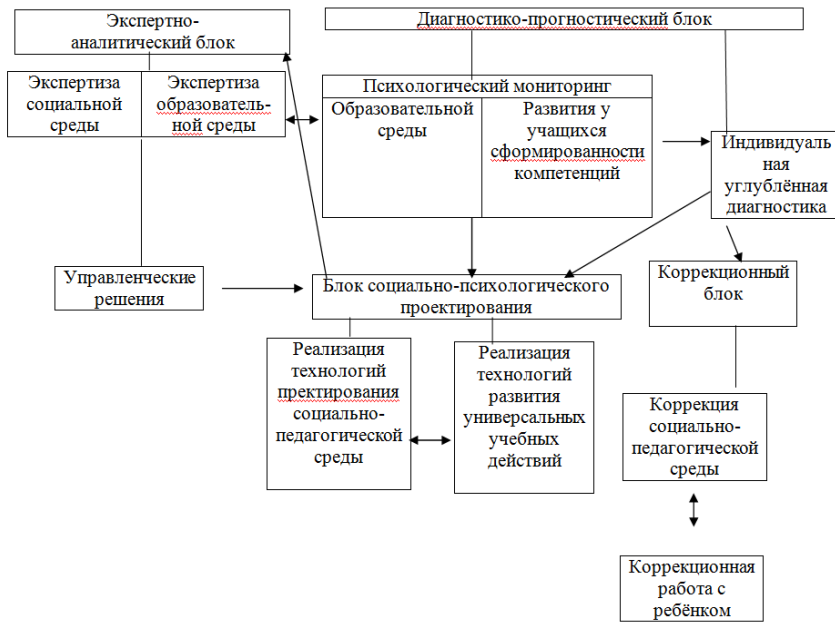 Экспертно-
аналитический блок
Диагностико-прогностический блок
Экспертиза
социальной
среды
Экспертиза
образователь-
ной среды
Психологический мониторинг
Образовательной
среды
Развития у
учащихся
сформированности
компетенций
Индивидуаль
ная
углублённая
диагностика
Управленческие
решения
Блок социально-психологического
проектирования
Коррекционный
блок
Реализация
технологий
пректирования
социально-
педагогической
среды
Реализация
технологий
развития
универсальных
учебных
действий
Коррекция
социально-
педагогической
среды
Коррекционная
работа с
ребёнком